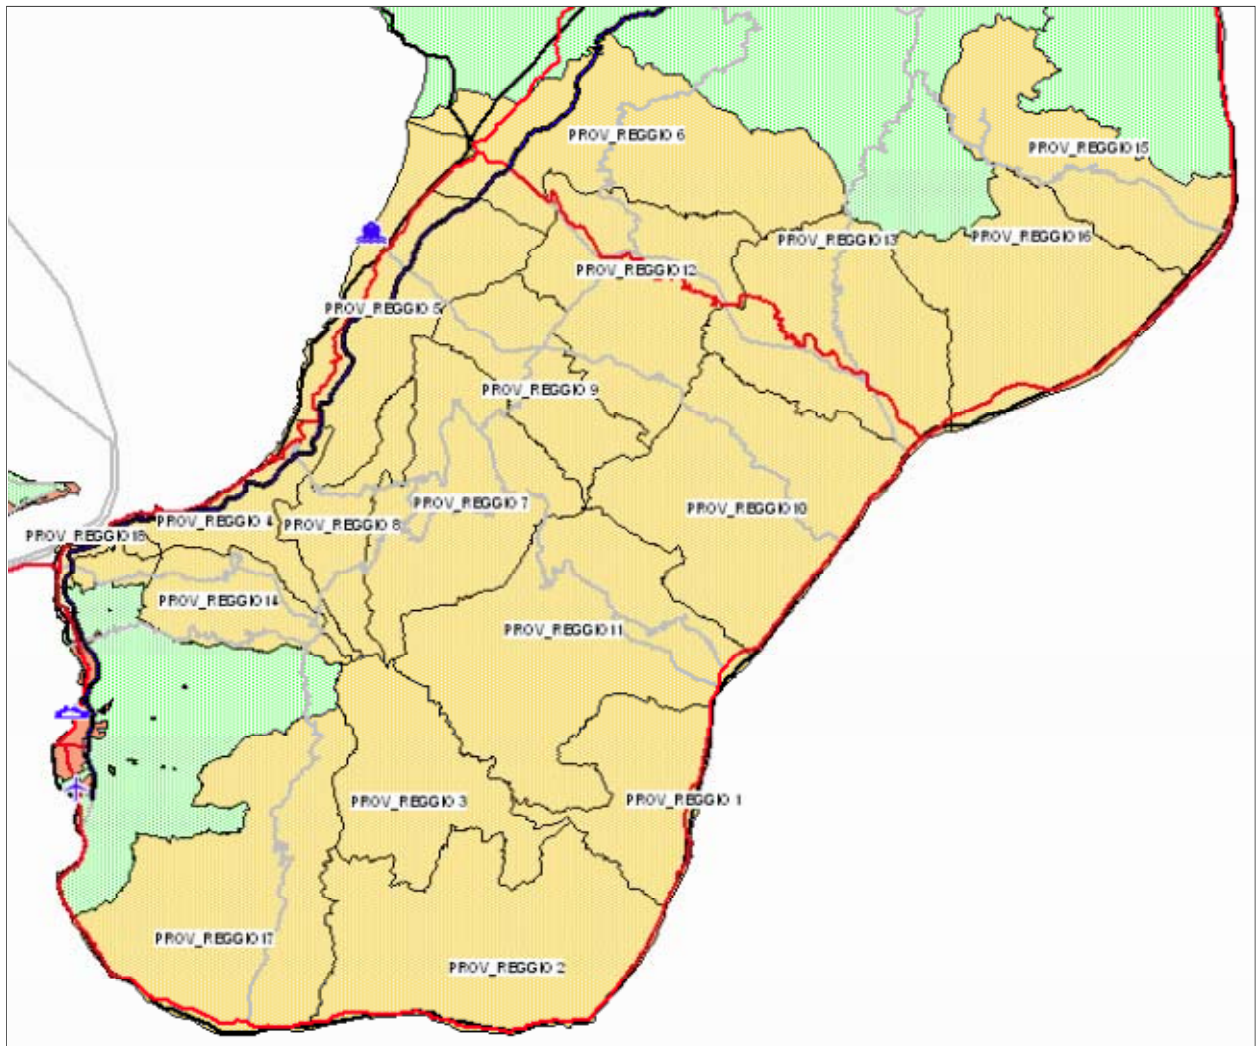 PROV_REGGIO 6
PROV_REGGIO 15
PROV_REGGIO 13
PROV_REGGIO 16
PROV_REGGIO 12
PROV_REGGIO 5
PROV_REGGIO 9
PROV_REGGIO 7
PROV_REGGIO 10
PROV_REGGIO 4
PROV_REGGIO 8
PROV_REGGIO 18
PROV_REGGIO 14
PROV_REGGIO 11
PROV_REGGIO 3
PROV_REGGIO 1
PROV_REGGIO 17
PROV_REGGIO 2